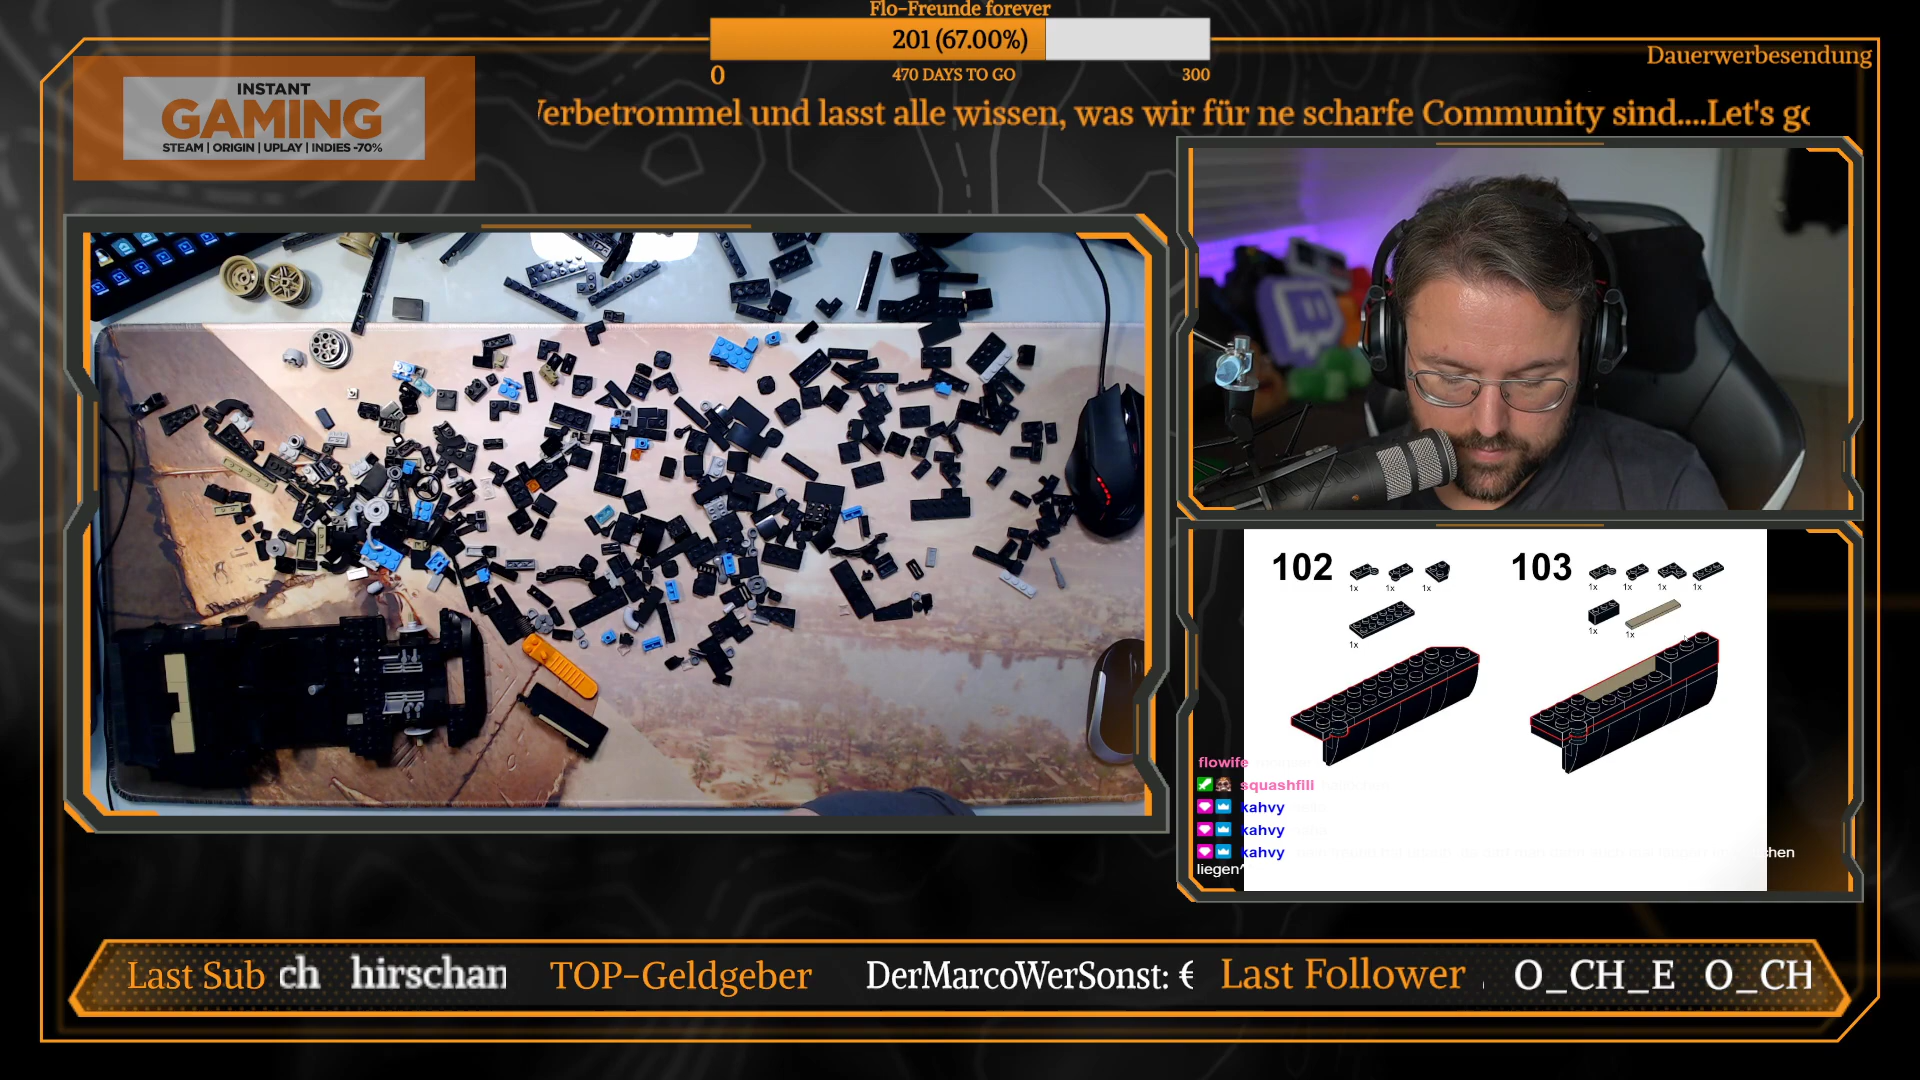 Flo-Freunde forever
201 (67.00%)
0
470 DAYS TO GO
300
Dauerwerbesendung
INSTANT
GAMING
STEAM | ORIGIN | UPLAY | INDIES -70%
erbetrommel und lasst alle wissen, was wir für ne scharfe Community sind....Let's go
102
1x 1x 1x
1x
103
1x 1x 1x 1x
1x 1x
flowife
squashfill
kahvy
kahvy
kahvy
liegen^
Last Sub ch hirschan
TOP-Geldgeber
DerMarcoWerSonst: €
Last Follower
O_CH_E O_CH